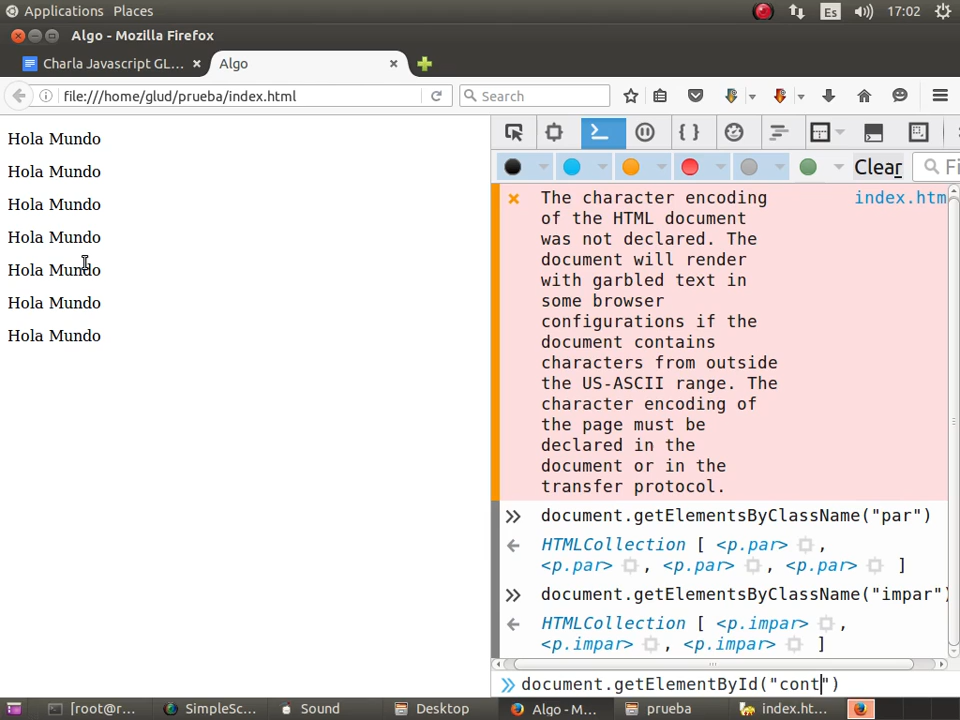 Applications Places Es 17:02
Algo - Mozilla Firefox
Charla Javascript GL... × Algo ×
file:///home/glud/prueba/index.html Search
Hola Mundo
Hola Mundo
Hola Mundo
Hola Mundo
Hola Mundo
Hola Mundo
Hola Mundo
Clear Fi
The character encoding index.htm
of the HTML document
was not declared. The
document will render
with garbled text in
some browser
configurations if the
document contains
characters from outside
the US-ASCII range. The
character encoding of
the page must be
declared in the
document or in the
transfer protocol.
document.getElementsByClassName("par")
HTMLCollection [ <p.par> ,
<p.par> , <p.par> , <p.par> ]
document.getElementsByClassName("impar")
HTMLCollection [ <p.impar> ,
<p.impar> , <p.impar> ]
document.getElementById("cont")
[root@r... SimpleSc... Sound Desktop Algo - M... prueba index.ht...